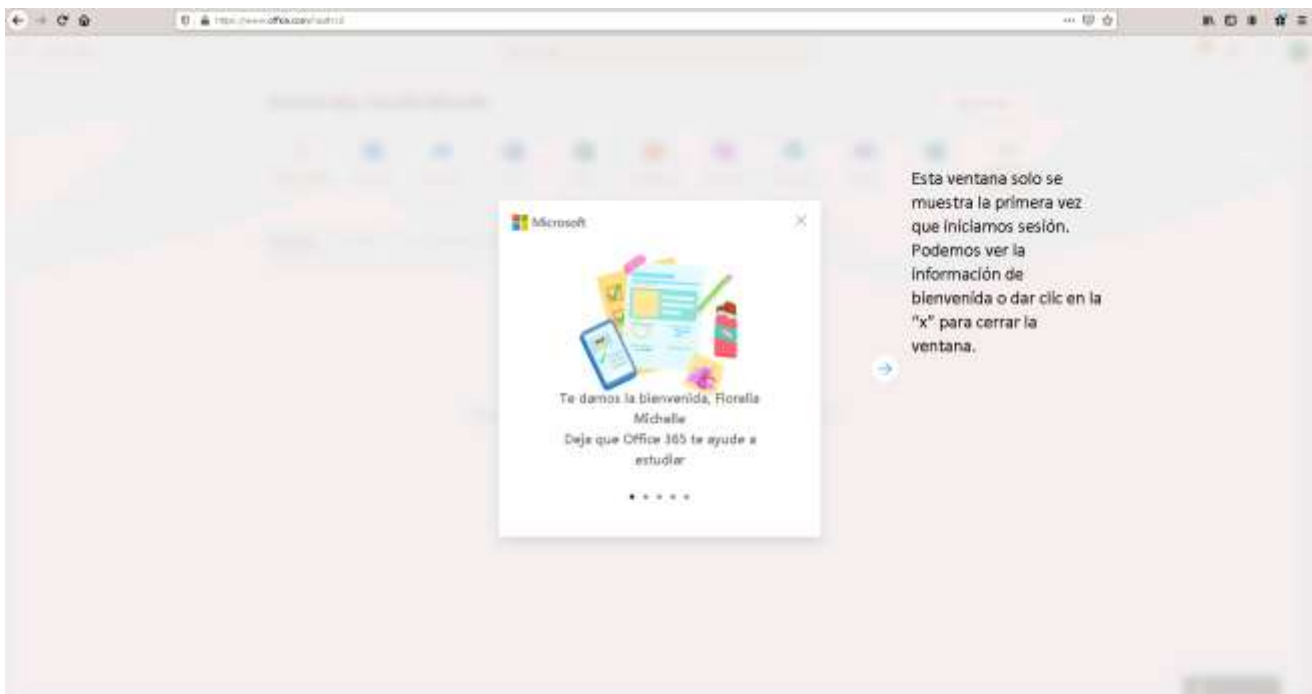 Microsoft
Te damos la bienvenida, Fiorella
Michelle
Deja que Office 365 te ayude a
estudiar
Esta ventana solo se
muestra la primera vez
que iniciamos sesión.
Podemos ver la
información de
bienvenida o dar clic en la
"x" para cerrar la
ventana.